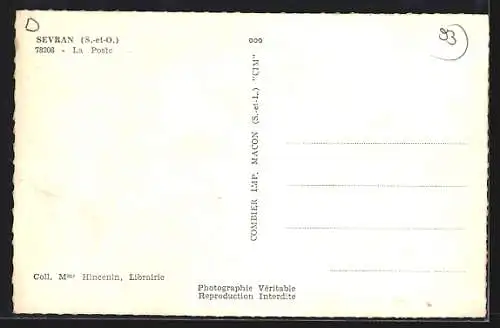 D
SEVRAN (S.-et-O.)
78208 - La Poste
000
93
COMBIER IMP. MACON (S.-et-L.) "CIM"
Coll. Mme Hincenin, Librairie
Photographie Véritable
Reproduction Interdite